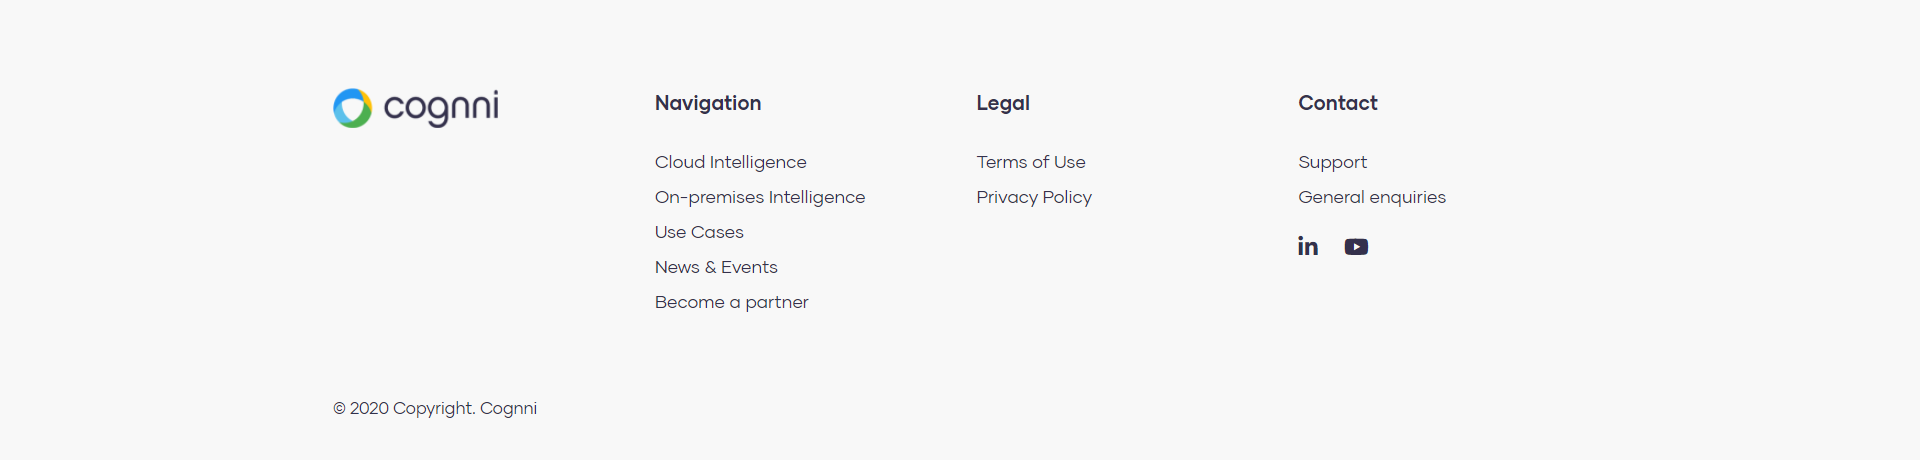 cognni
Navigation
Cloud Intelligence
On-premises Intelligence
Use Cases
News & Events
Become a partner
Legal
Terms of Use
Privacy Policy
Contact
Support
General enquiries
in
© 2020 Copyright. Cognni